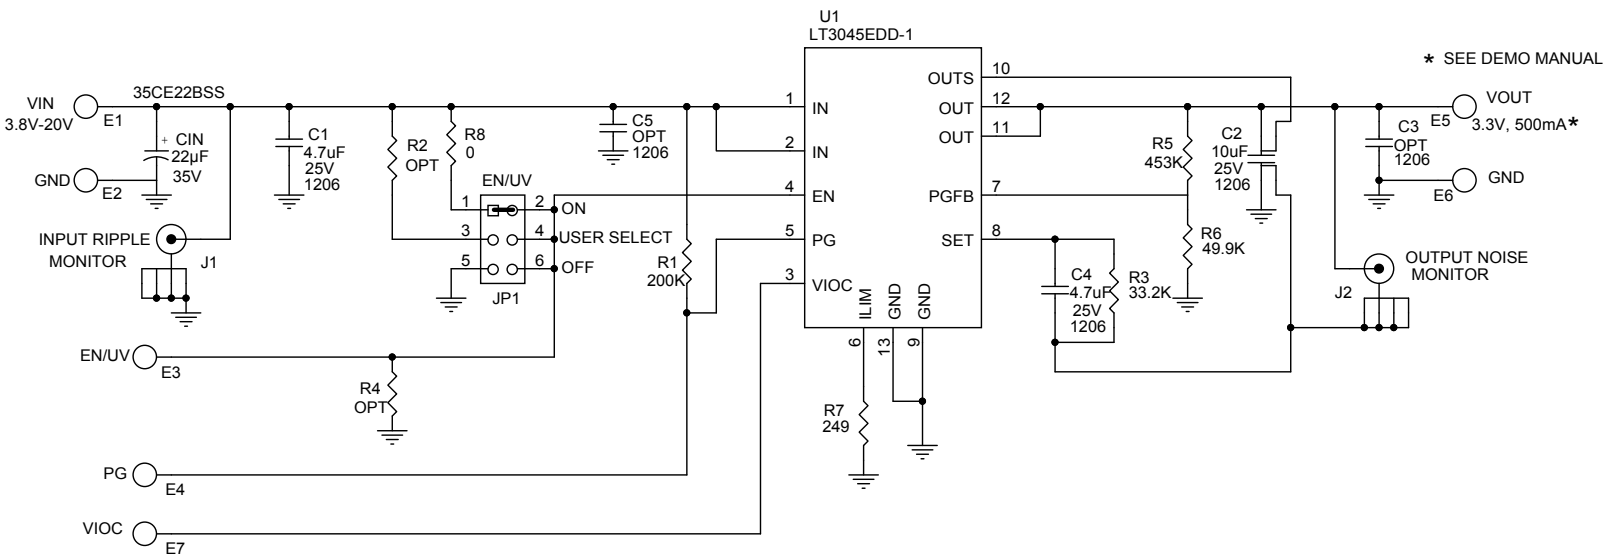 U1
LT3045EDD-1
* SEE DEMO MANUAL
VIN
3.8V-20V
E1
35CE22BSS
+
CIN
22µF
35V
GND
E2
C1
4.7uF
25V
1206
R2
OPT
R8
0
C5
OPT
1206
EN/UV
1
2
ON
3
4
USER SELECT
5
6
OFF
JP1
INPUT RIPPLE
MONITOR
J1
R1
200K
EN/UV
E3
R4
OPT
PG
E4
VIOC
E7
1
IN
2
IN
4
EN
5
PG
3
VIOC
OUTS
10
OUT
12
OUT
11
PGFB
7
SET
8
ILIM
GND
GND
6
13
9
R7
249
R5
453K
R6
49.9K
C2
10uF
25V
1206
C4
4.7uF
25V
1206
R3
33.2K
C3
OPT
1206
E5
VOUT
3.3V, 500mA*
GND
E6
OUTPUT NOISE
MONITOR
J2